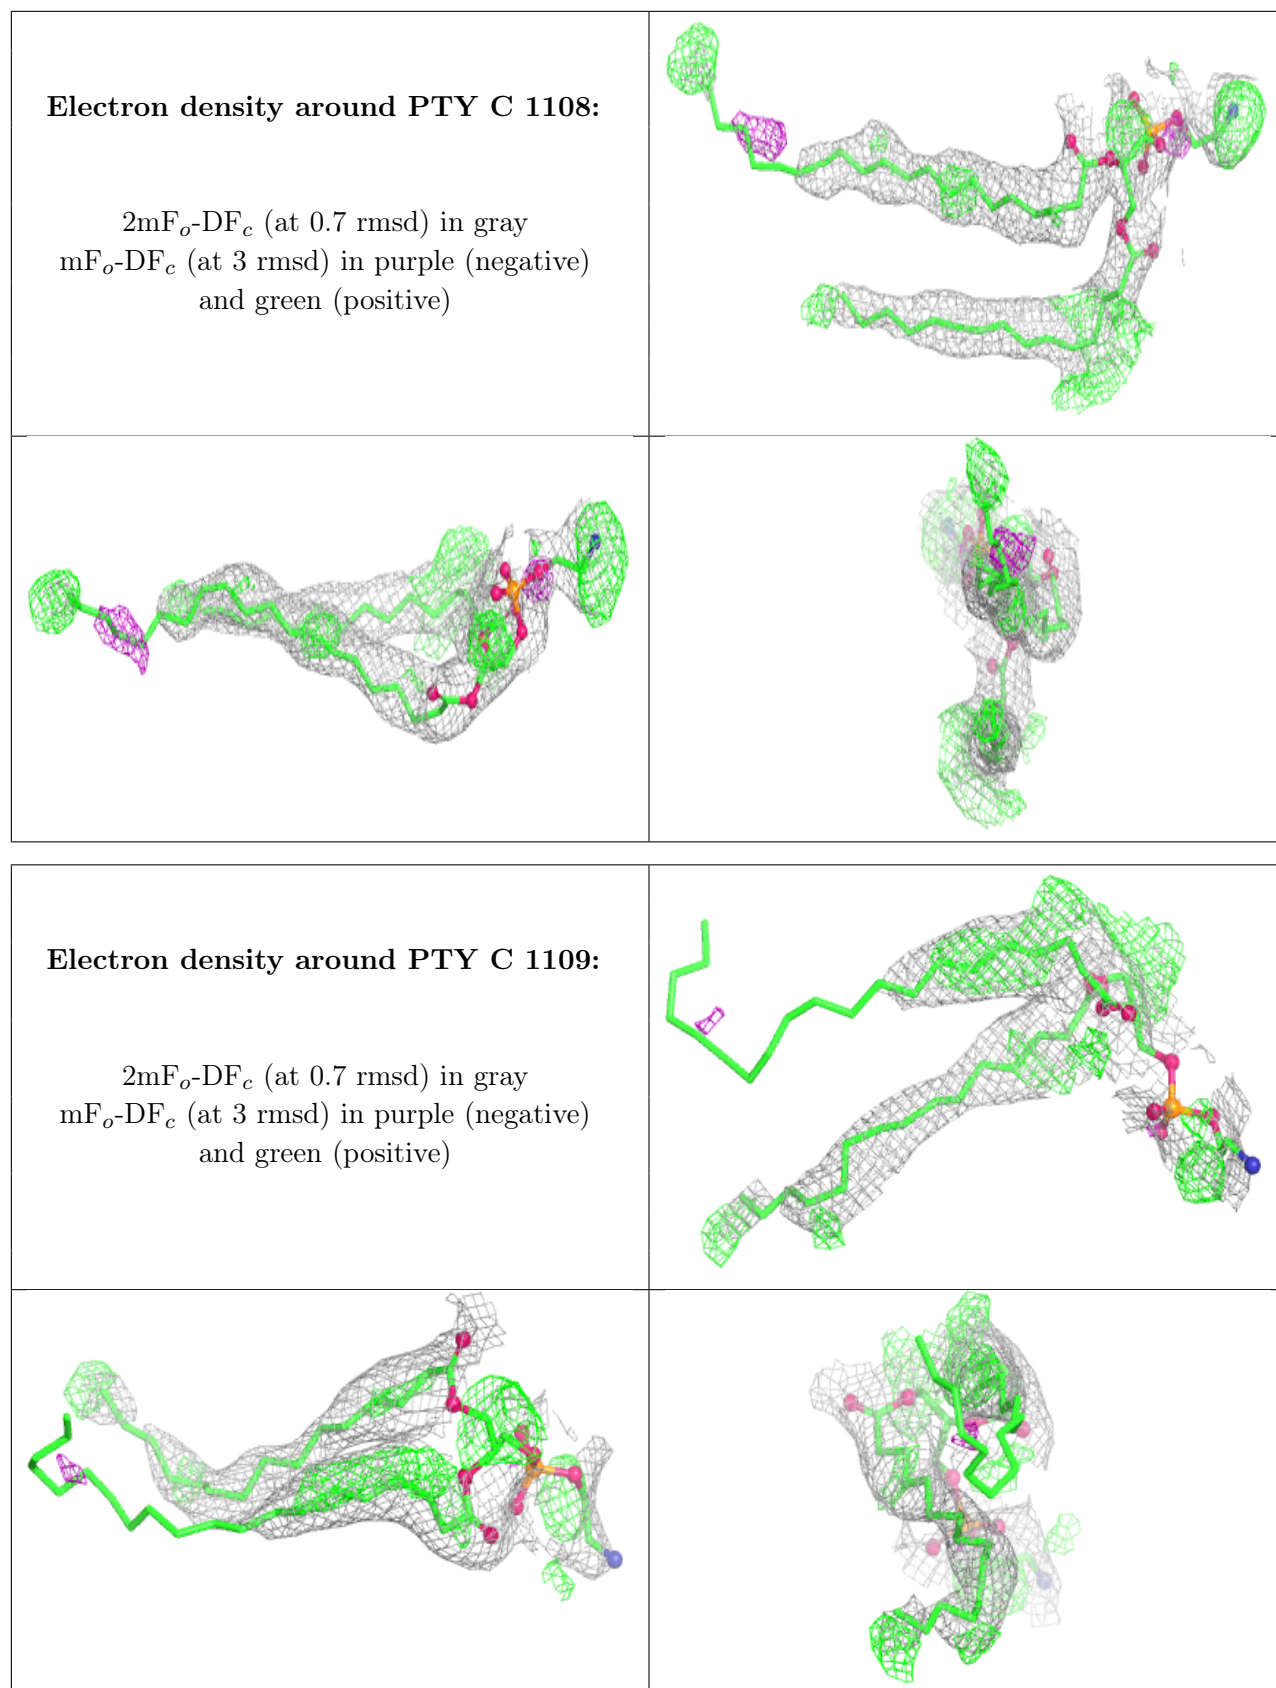 Electron density around PTY C 1108:
2mFo-DFc (at 0.7 rmsd) in gray
mFo-DFc (at 3 rmsd) in purple (negative)
and green (positive)
Electron density around PTY C 1109:
2mFo-DFc (at 0.7 rmsd) in gray
mFo-DFc (at 3 rmsd) in purple (negative)
and green (positive)